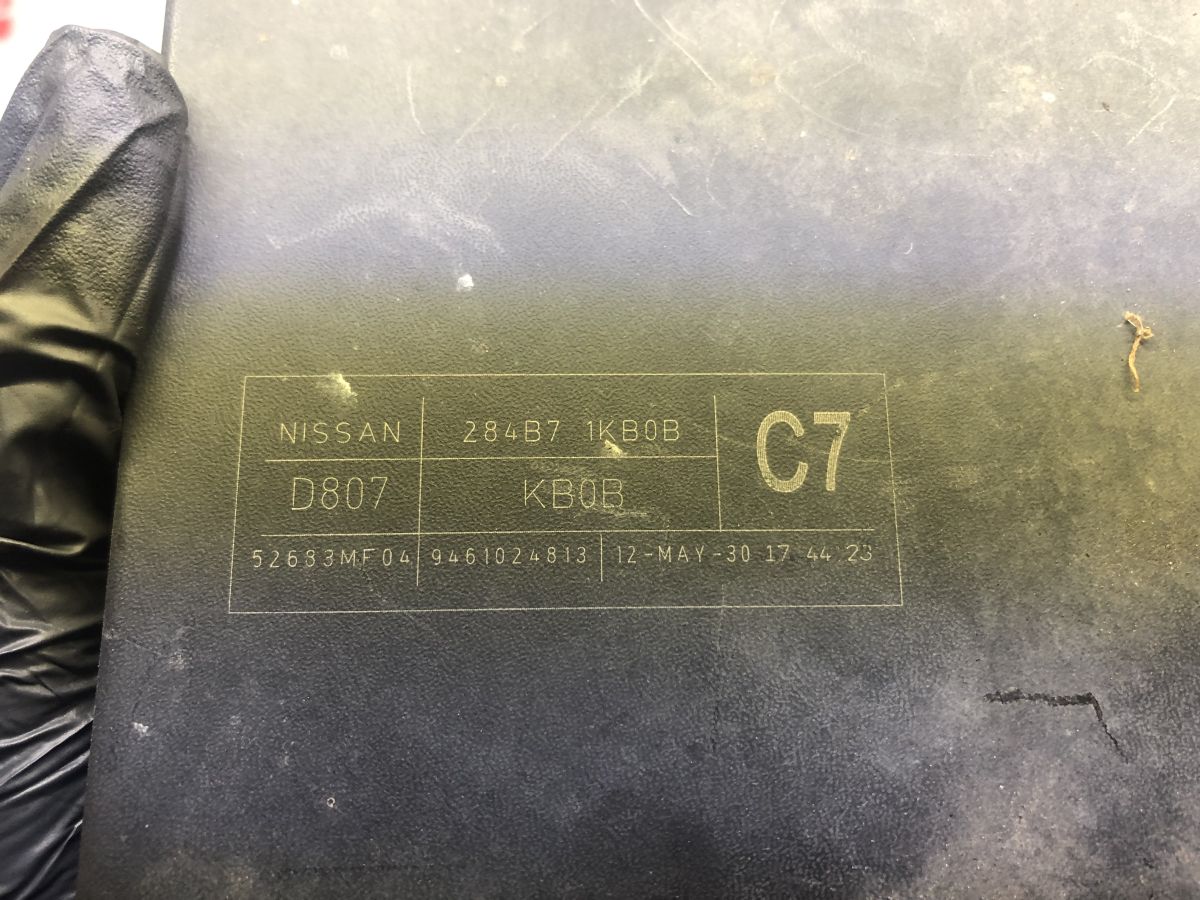 NISSAN 284B7 1KB0B C7
D807 KB0B
52683MF04 9461024813 12-MAY-30 17 44 23